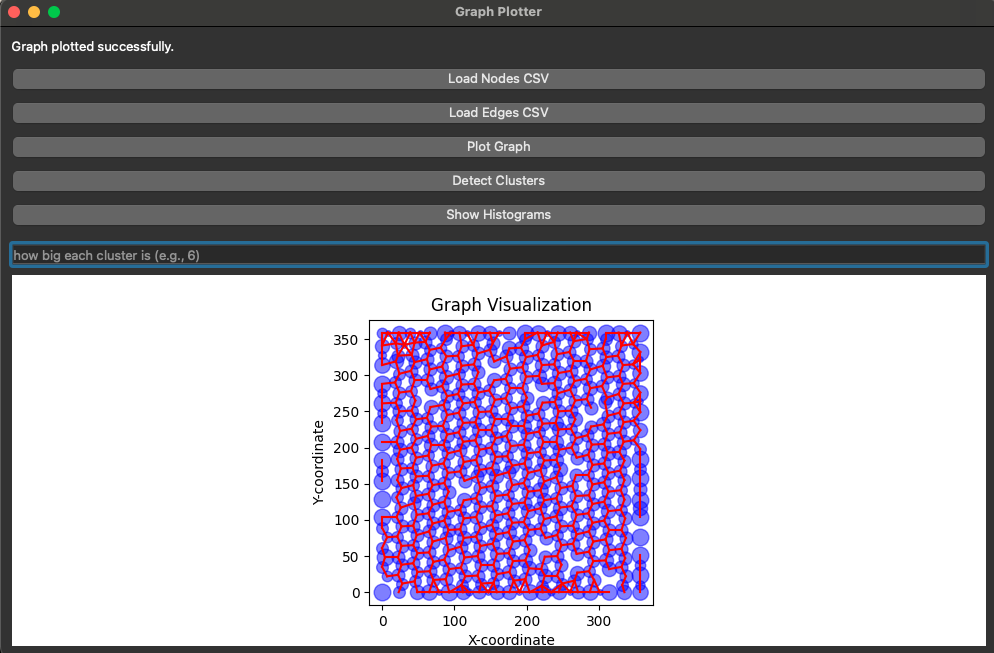 Graph Plotter
Graph plotted successfully.
Load Nodes CSV
Load Edges CSV
Plot Graph
Detect Clusters
Show Histograms
how big each cluster is (e.g., 6)
Graph Visualization
350
300
250
200
150
100
50
0
Y-coordinate
0 100 200 300
X-coordinate